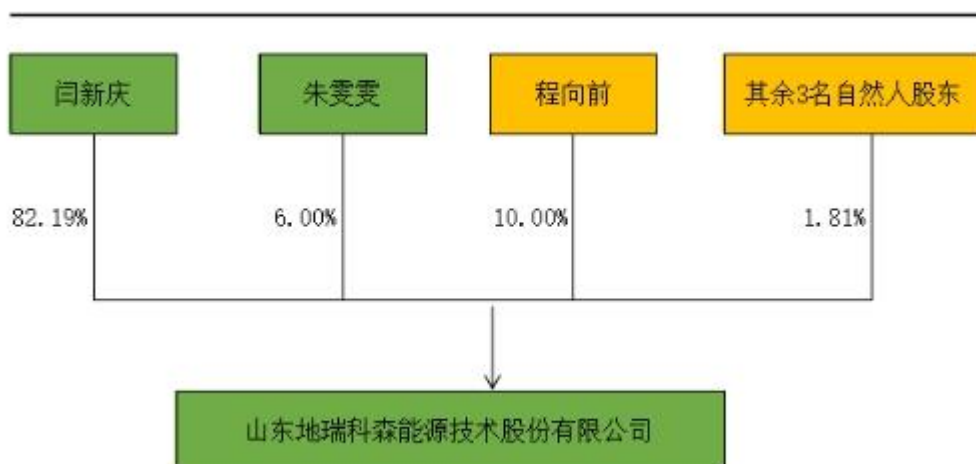 闫新庆
朱雯雯
程向前
其余3名自然人股东
82.19%
6.00%
10.00%
1.81%
山东地瑞科森能源技术股份有限公司